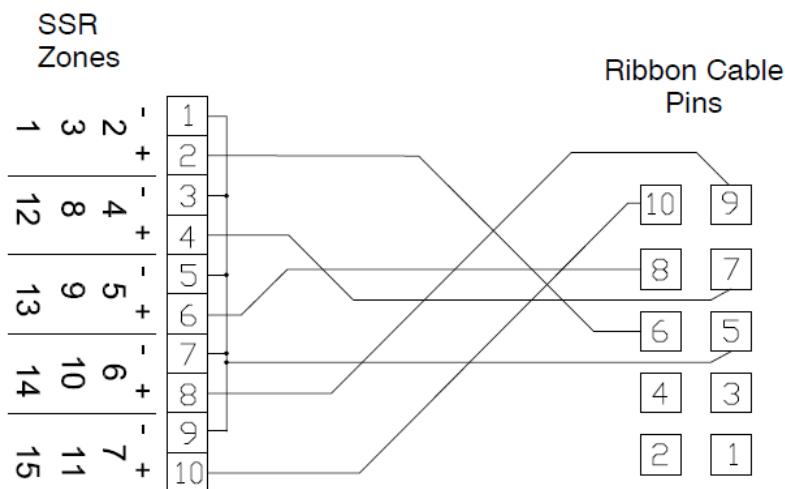 SSR
Zones
Ribbon Cable
Pins
1 3 2 -
+
12 8 4 -
+
13 9 5 -
+
14 10 6 -
+
15 11 7 -
+
1
2
3
4
5
6
7
8
9
10
10 9
8 7
6 5
4 3
2 1